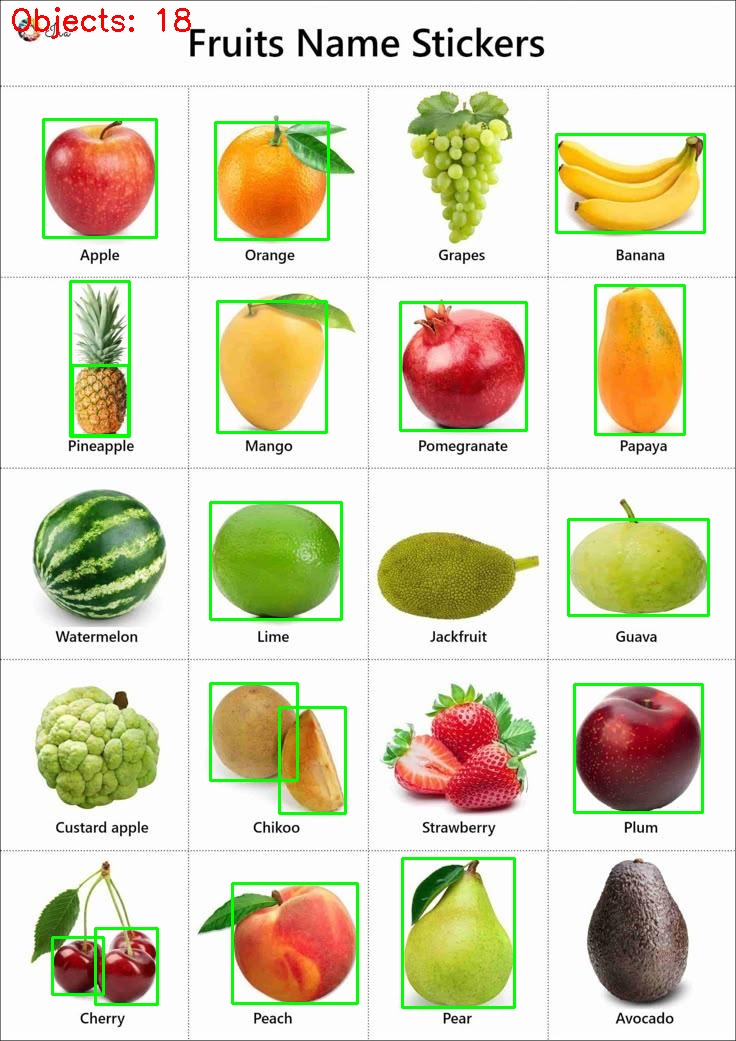 Objects: 18
Fruits Name Stickers
Apple
Orange
Grapes
Banana
Pineapple
Mango
Pomegranate
Papaya
Watermelon
Lime
Jackfruit
Guava
Custard apple
Chikoo
Strawberry
Plum
Cherry
Peach
Pear
Avocado